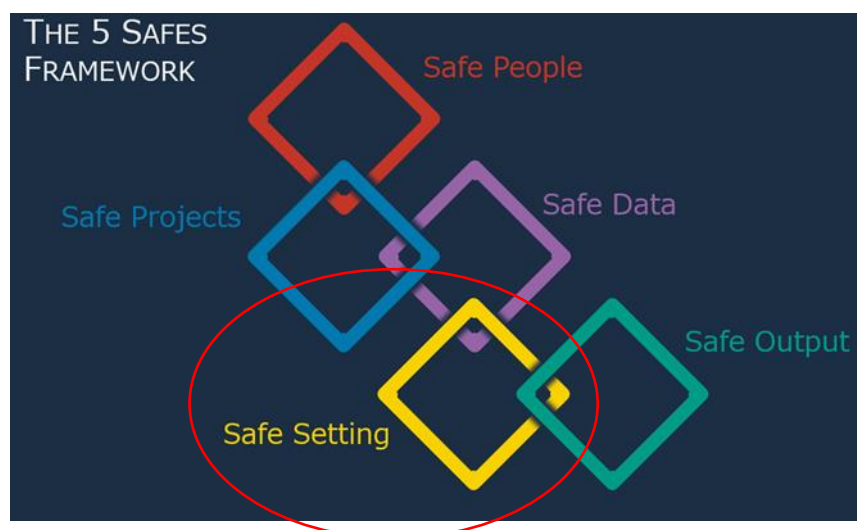 THE 5 SAFES
FRAMEWORK
Safe People
Safe Projects
Safe Data
Safe Output
Safe Setting